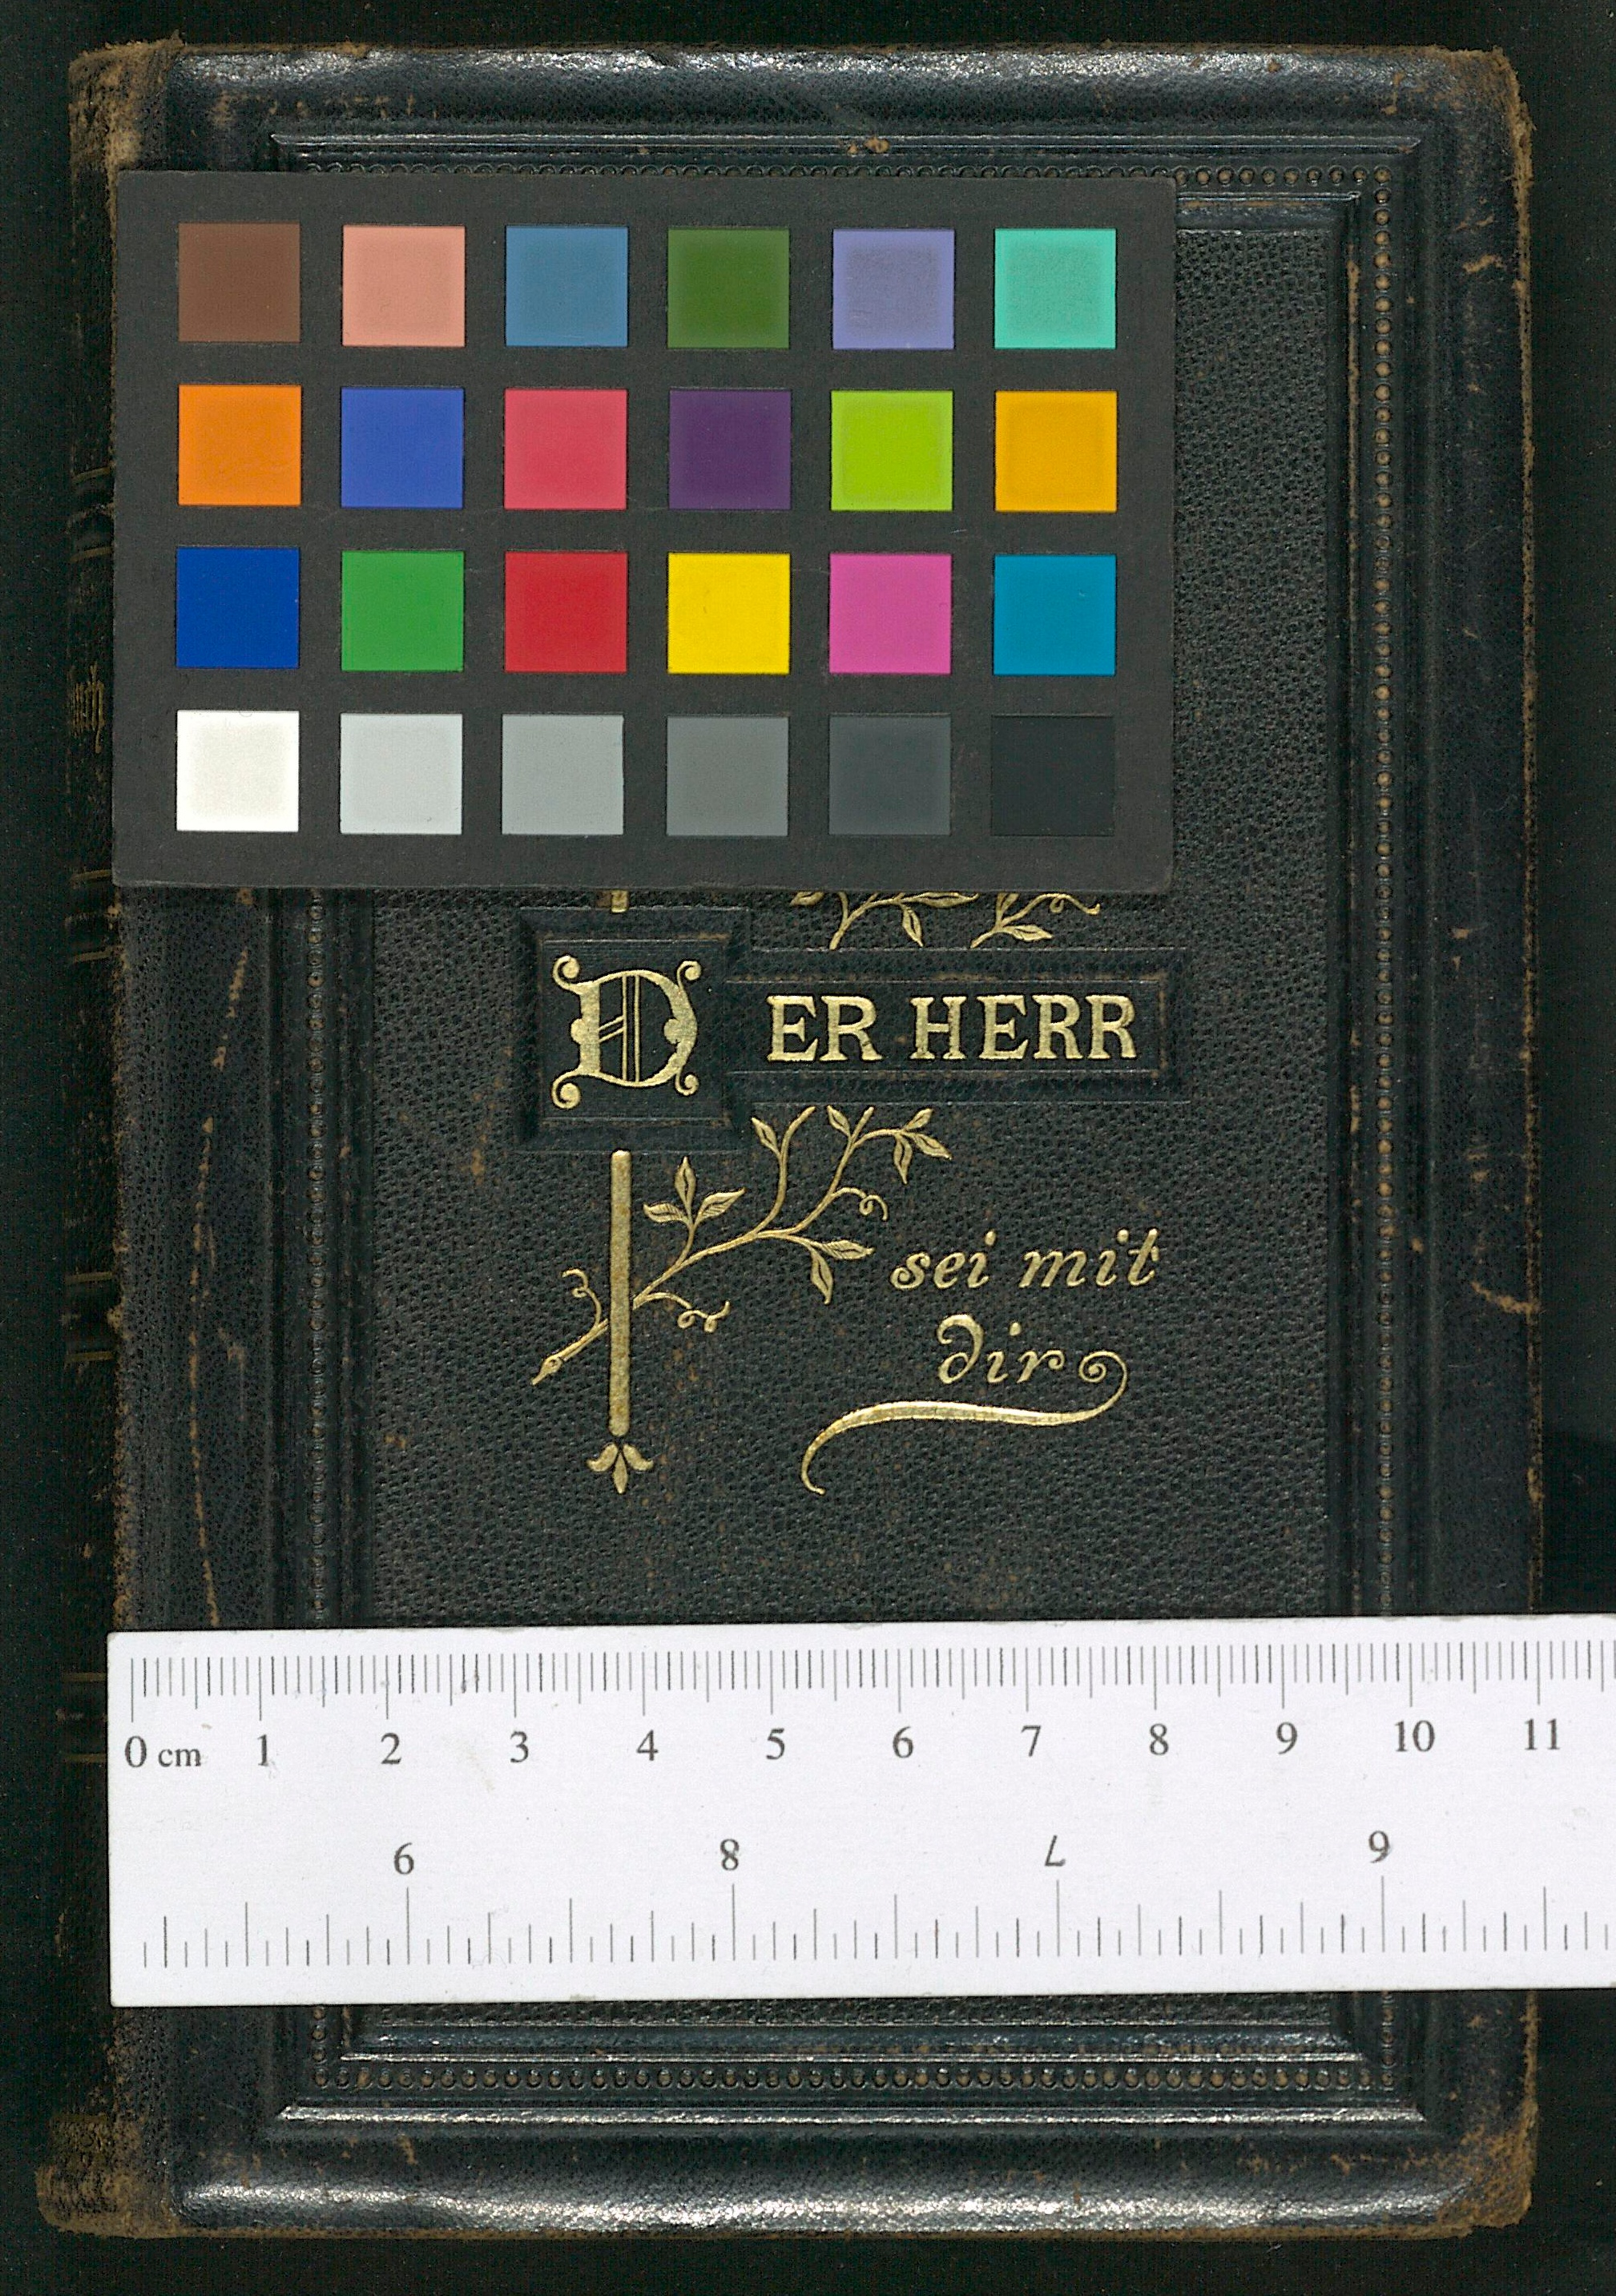 DER HERR
sei mit
dir
0 cm 1 2 3 4 5 6 7 8 9 10 11
6 8 7 9